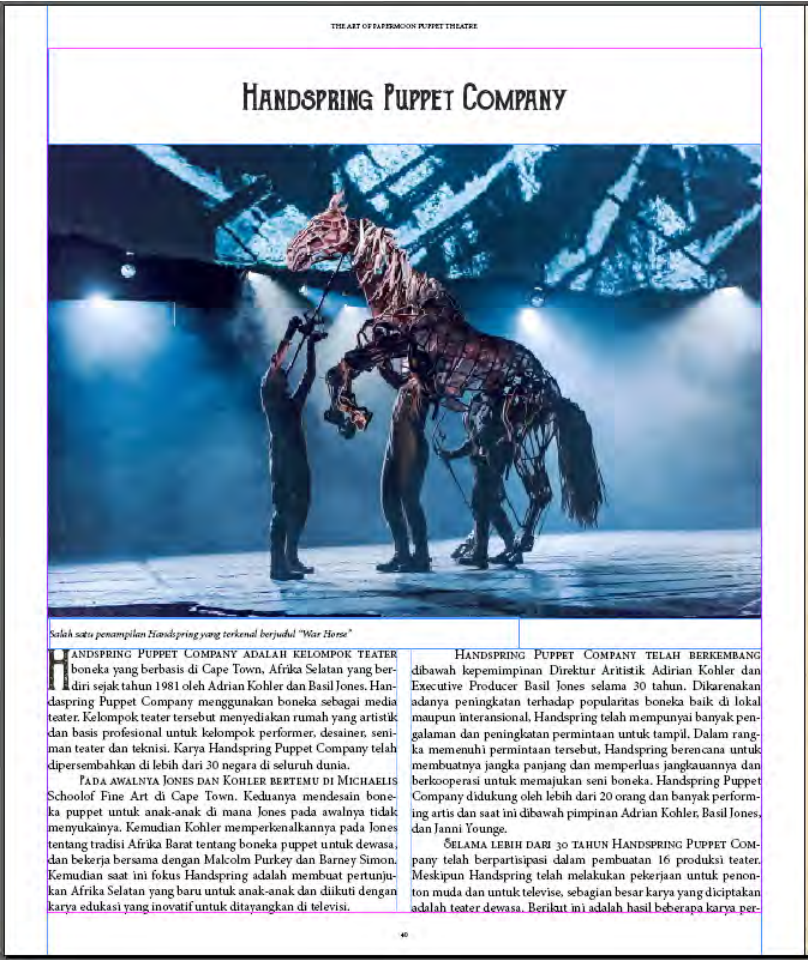 THE ART OF PAPERMOON PUPPET THEATRE
HANDSPRING PUPPET COMPANY
Salah satu penampilan Handspring yang terkenal berjudul “War Horse”
HANDSPRING PUPPET COMPANY ADALAH KELOMPOK TEATER
boneka yang berbasis di Cape Town, Afrika Selatan yang ber-
diri sejak tahun 1981 oleh Adrian Kohler dan Basil Jones. Han-
daspring Puppet Company menggunakan boneka sebagai media
teater. Kelompok teater tersebut menyediakan rumah yang artistik
dan basis profesional untuk kelompok performer, desainer, seni-
man teater dan teknisi. Karya Handspring Puppet Company telah
dipersembahkan di lebih dari 30 negara di seluruh dunia.
PADA AWALNYA JONES DAN KOHLER BERTEMU DI MICHAELIS
Schoolof Fine Art di Cape Town. Keduanya mendesain bone-
ka puppet untuk anak-anak di mana Jones pada awalnya tidak
menyukainya. Kemudian Kohler memperkenalkannya pada Jones
tentang tradisi Afrika Barat tentang boneka puppet untuk dewasa,
dan bekerja bersama dengan Malcolm Purkey dan Barney Simon.
Kemudian saat ini fokus Handspring adalah membuat pertunju-
kan Afrika Selatan yang baru untuk anak-anak dan diikuti dengan
karya edukasi yang inovatif untuk ditayangkan di televisi.
HANDSPRING PUPPET COMPANY TELAH BERKEMBANG
dibawah kepemimpinan Direktur Aritistik Adirian Kohler dan
Executive Producer Basil Jones selama 30 tahun. Dikarenakan
adanya peningkatan terhadap popularitas boneka baik di lokal
maupun interansional, Handspring telah mempunyai banyak pen-
galaman dan peningkatan permintaan untuk tampil. Dalam rang-
ka memenuhi permintaan tersebut, Handspring berencana untuk
membuatnya jangka panjang dan memperluas jangkauannya dan
berkooperasi untuk memajukan seni boneka. Handspring Puppet
Company didukung oleh lebih dari 20 orang dan banyak perform-
ing artis dan saat ini dibawah pimpinan Adrian Kohler, Basil Jones,
dan Janni Younge.
SELAMA LEBIH DARI 30 TAHUN HANDSPRING PUPPET COM-
pany telah berpartisipasi dalam pembuatan 16 produksi teater.
Meskipun Handspring telah melakukan pekerjaan untuk penon-
ton muda dan untuk televise, sebagian besar karya yang diciptakan
adalah teater dewasa. Berikut ini adalah hasil beberapa karya per-
40